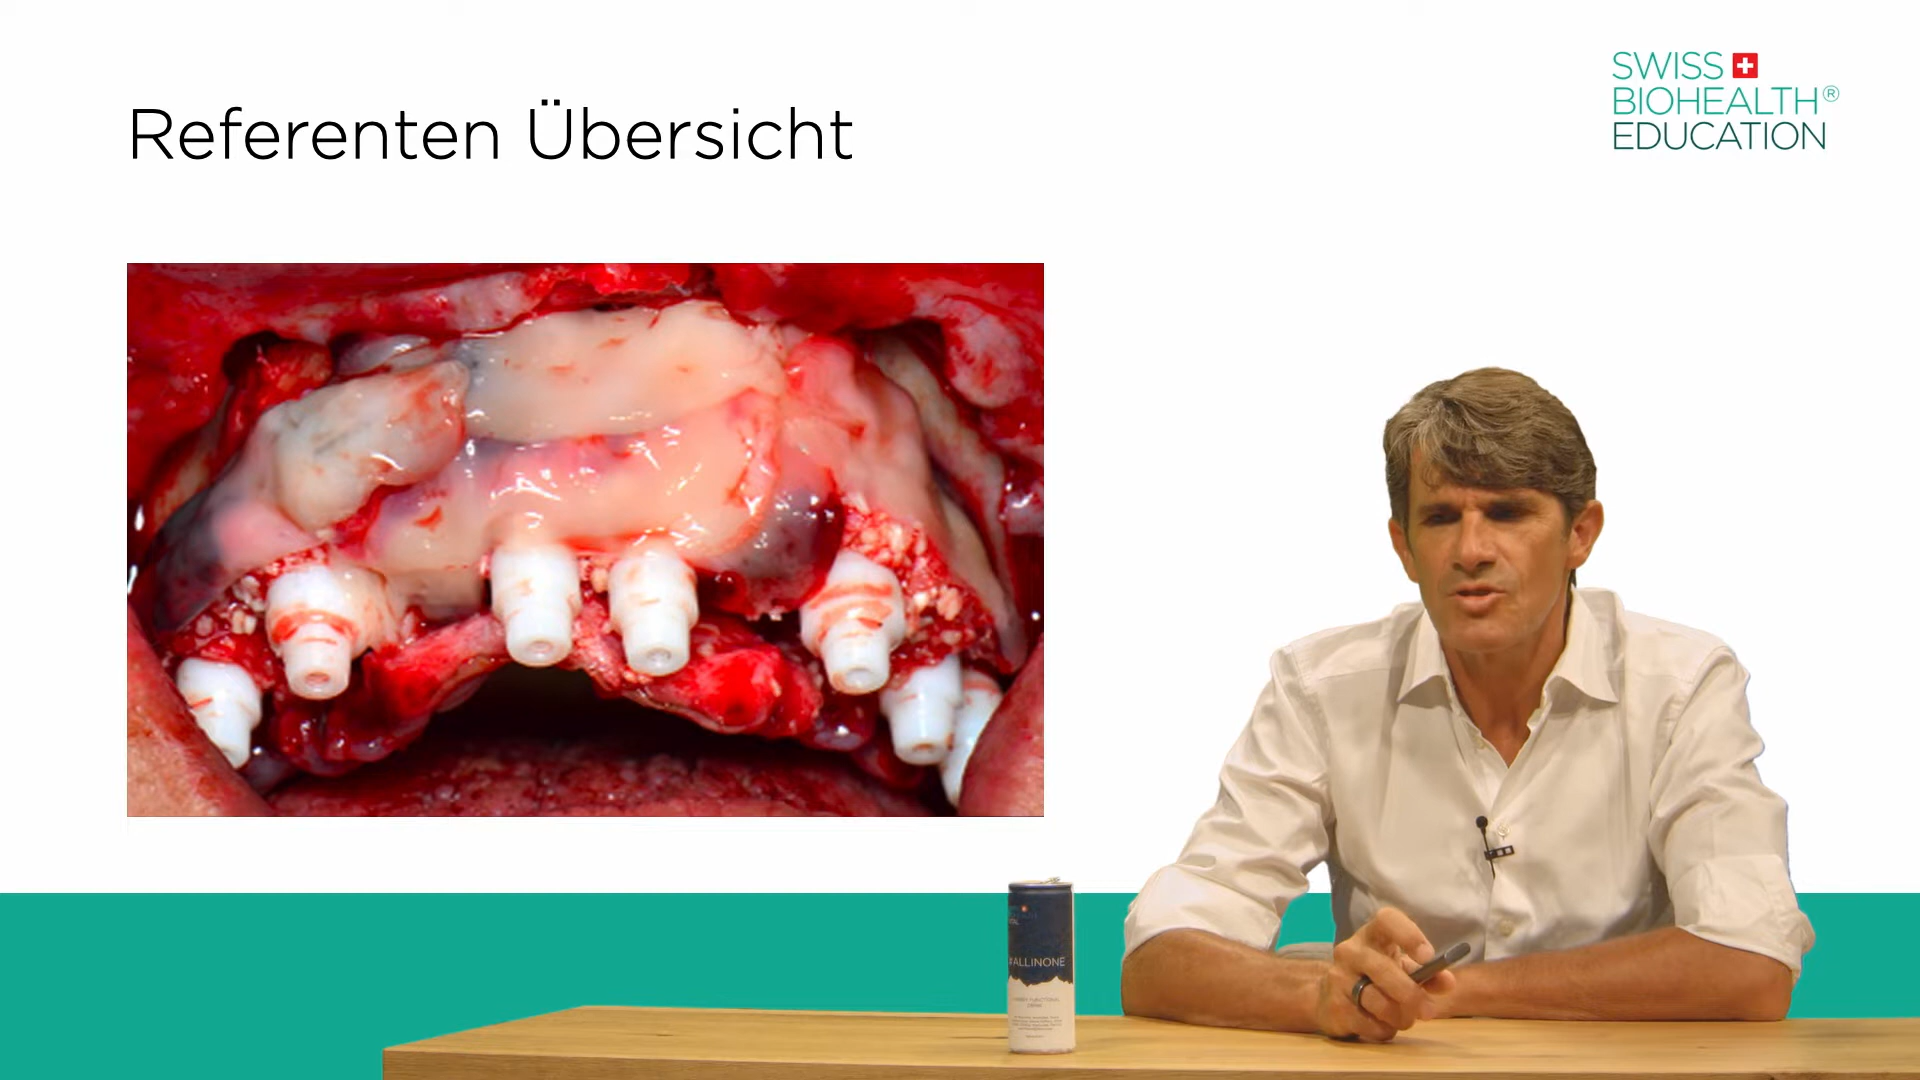 Referenten Übersicht
SWISS
BIOHEALTH®
EDUCATION
#ALLINONE